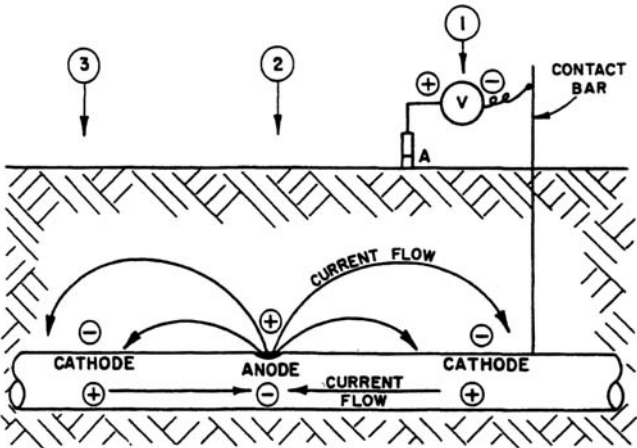 1
3
2
+
−
V
CONTACT
BAR
A
CURRENT FLOW
−
+
−
CATHODE
ANODE
CATHODE
+
−
CURRENT
FLOW
+